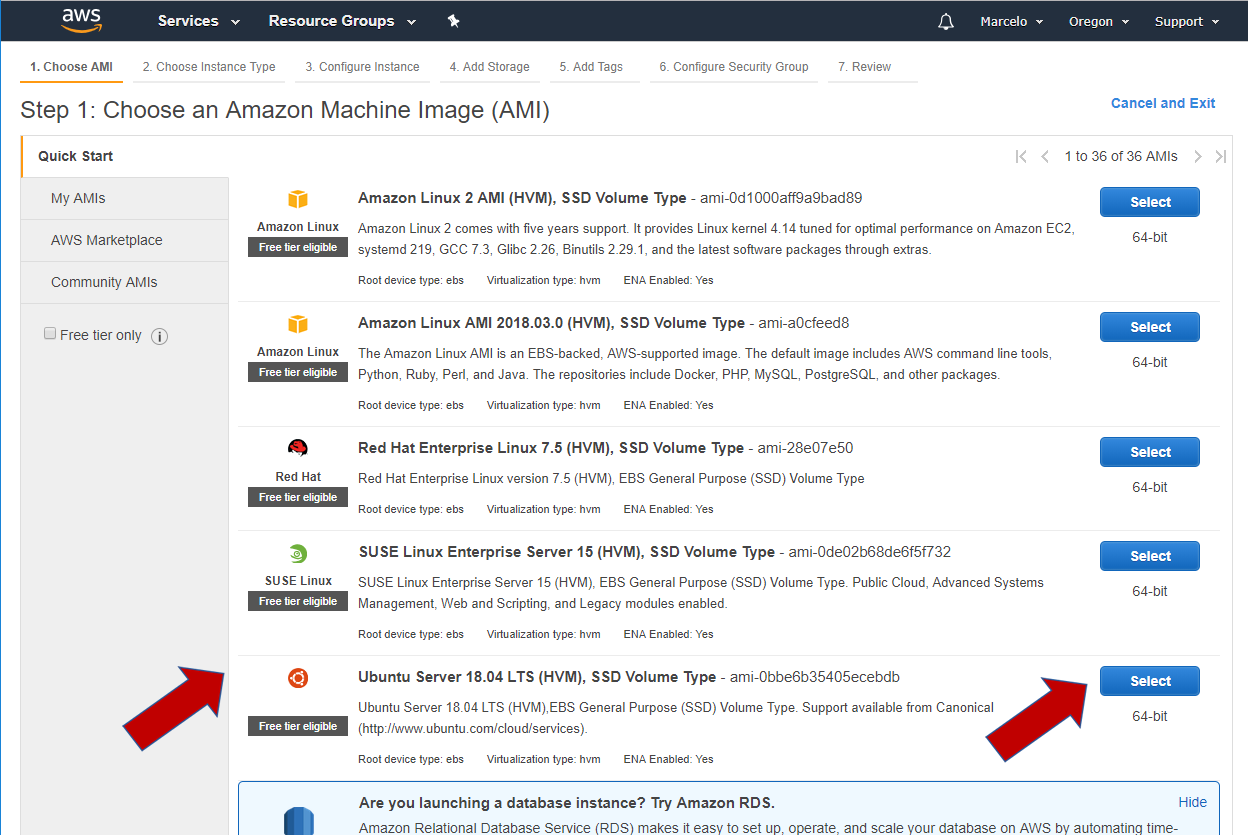 aws
Services
Resource Groups
Marcelo
Oregon
Support
1. Choose AMI
2. Choose Instance Type
3. Configure Instance
4. Add Storage
5. Add Tags
6. Configure Security Group
7. Review
Step 1: Choose an Amazon Machine Image (AMI)
Cancel and Exit
Quick Start
My AMIs
AWS Marketplace
Community AMIs
Free tier only
i
1 to 36 of 36 AMIs
Amazon Linux
Free tier eligible
Amazon Linux 2 AMI (HVM), SSD Volume Type - ami-0d1000aff9a9bad89
Amazon Linux 2 comes with five years support. It provides Linux kernel 4.14 tuned for optimal performance on Amazon EC2,
systemd 219, GCC 7.3, Glibc 2.26, Binutils 2.29.1, and the latest software packages through extras.
Root device type: ebs Virtualization type: hvm ENA Enabled: Yes
Select
64-bit
Amazon Linux
Free tier eligible
Amazon Linux AMI 2018.03.0 (HVM), SSD Volume Type - ami-a0cfeed8
The Amazon Linux AMI is an EBS-backed, AWS-supported image. The default image includes AWS command line tools,
Python, Ruby, Perl, and Java. The repositories include Docker, PHP, MySQL, PostgreSQL, and other packages.
Root device type: ebs Virtualization type: hvm ENA Enabled: Yes
Select
64-bit
Red Hat
Free tier eligible
Red Hat Enterprise Linux 7.5 (HVM), SSD Volume Type - ami-28e07e50
Red Hat Enterprise Linux version 7.5 (HVM), EBS General Purpose (SSD) Volume Type
Root device type: ebs Virtualization type: hvm ENA Enabled: Yes
Select
64-bit
SUSE Linux
Free tier eligible
SUSE Linux Enterprise Server 15 (HVM), SSD Volume Type - ami-0de02b68de6f5f732
SUSE Linux Enterprise Server 15 (HVM), EBS General Purpose (SSD) Volume Type. Public Cloud, Advanced Systems
Management, Web and Scripting, and Legacy modules enabled.
Root device type: ebs Virtualization type: hvm ENA Enabled: Yes
Select
64-bit
Free tier eligible
Ubuntu Server 18.04 LTS (HVM), SSD Volume Type - ami-0bbe6b35405ecebdb
Ubuntu Server 18.04 LTS (HVM),EBS General Purpose (SSD) Volume Type. Support available from Canonical
(http://www.ubuntu.com/cloud/services).
Root device type: ebs Virtualization type: hvm ENA Enabled: Yes
Select
64-bit
Are you launching a database instance? Try Amazon RDS.
Hide
Amazon Relational Database Service (RDS) makes it easy to set up, operate, and scale your database on AWS by automating time-